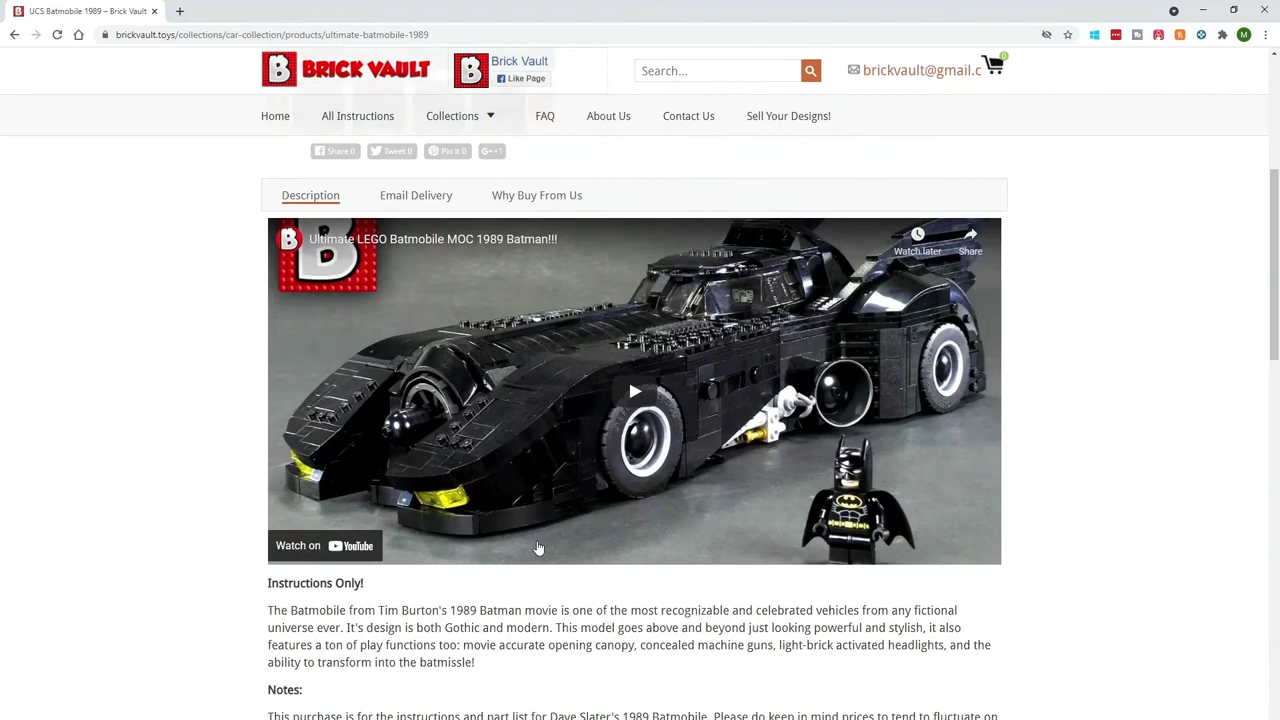 UCS Batmobile 1989 – Brick Vault
brickvault.toys/collections/car-collection/products/ultimate-batmobile-1989
M
B BRICK VAULT
B Brick Vault
Like Page
Search...
brickvault@gmail.c
0
Home All Instructions Collections FAQ About Us Contact Us Sell Your Designs!
Share 0 Tweet 0 Pin it 0 G+ +1
Description Email Delivery Why Buy From Us
B Ultimate LEGO Batmobile MOC 1989 Batman!!!
B
Watch later Share
Watch on YouTube
Instructions Only!
The Batmobile from Tim Burton's 1989 Batman movie is one of the most recognizable and celebrated vehicles from any fictional
universe ever. It's design is both Gothic and modern. This model goes above and beyond just looking powerful and stylish, it also
features a ton of play functions too: movie accurate opening canopy, concealed machine guns, light-brick activated headlights, and the
ability to transform into the batmissle!
Notes:
This purchase is for the instructions and part list for Dave Slater's 1989 Batmobile. Please do keep in mind prices to tend to fluctuate on